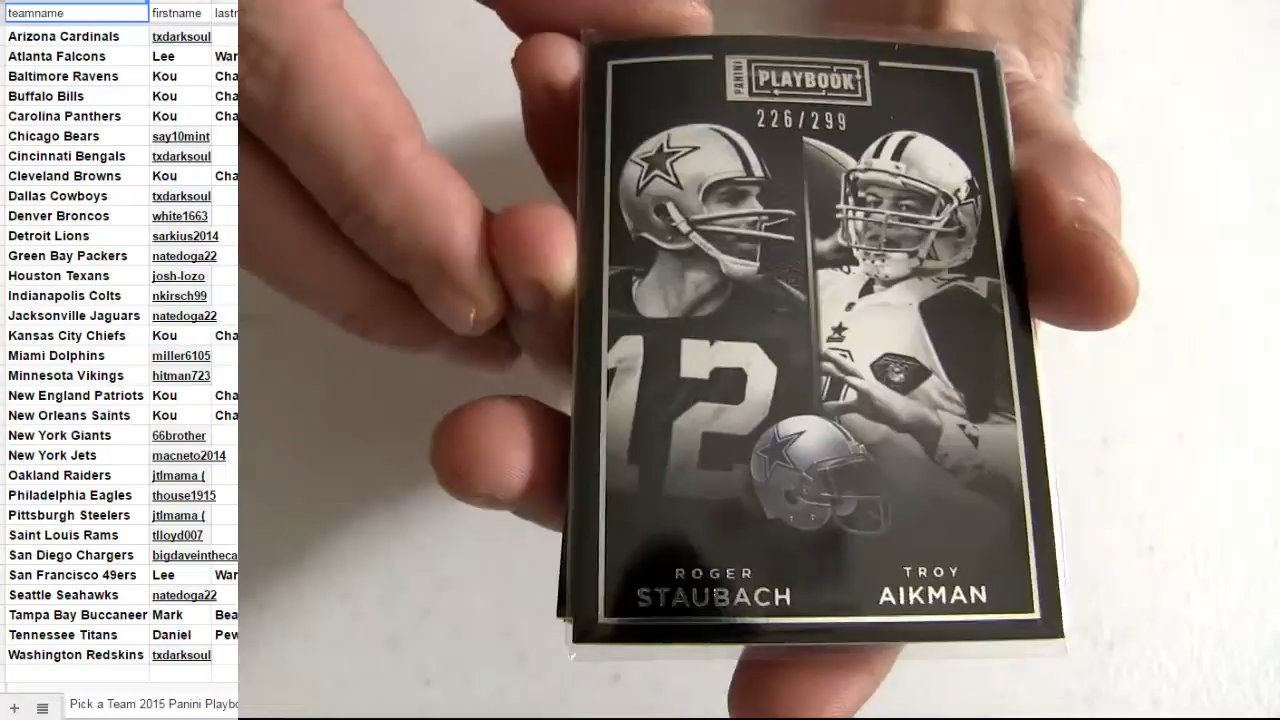 teamname firstname lastr
Arizona Cardinals txdarksoul
Atlanta Falcons Lee War
Baltimore Ravens Kou Cha
Buffalo Bills Kou Cha
Carolina Panthers Kou Cha
Chicago Bears say10mint
Cincinnati Bengals txdarksoul
Cleveland Browns Kou Cha
Dallas Cowboys txdarksoul
Denver Broncos white1663
Detroit Lions sarkius2014
Green Bay Packers natedoga22
Houston Texans josh-lozo
Indianapolis Colts nkirsch99
Jacksonville Jaguars natedoga22
Kansas City Chiefs Kou Cha
Miami Dolphins miller6105
Minnesota Vikings hitman723
New England Patriots Kou Cha
New Orleans Saints Kou Cha
New York Giants 66brother
New York Jets macneto2014
Oakland Raiders jtlmama (
Philadelphia Eagles thouse1915
Pittsburgh Steelers jtlmama (
Saint Louis Rams tlloyd007
San Diego Chargers bigdaveintheca
San Francisco 49ers Lee War
Seattle Seahawks natedoga22
Tampa Bay Buccaneer Mark Bea
Tennessee Titans Daniel Pew
Washington Redskins txdarksoul
Pick a Team 2015 Panini Playbo
PANINI PLAYBOOK
226/299
12
ROGER STAUBACH
TROY AIKMAN